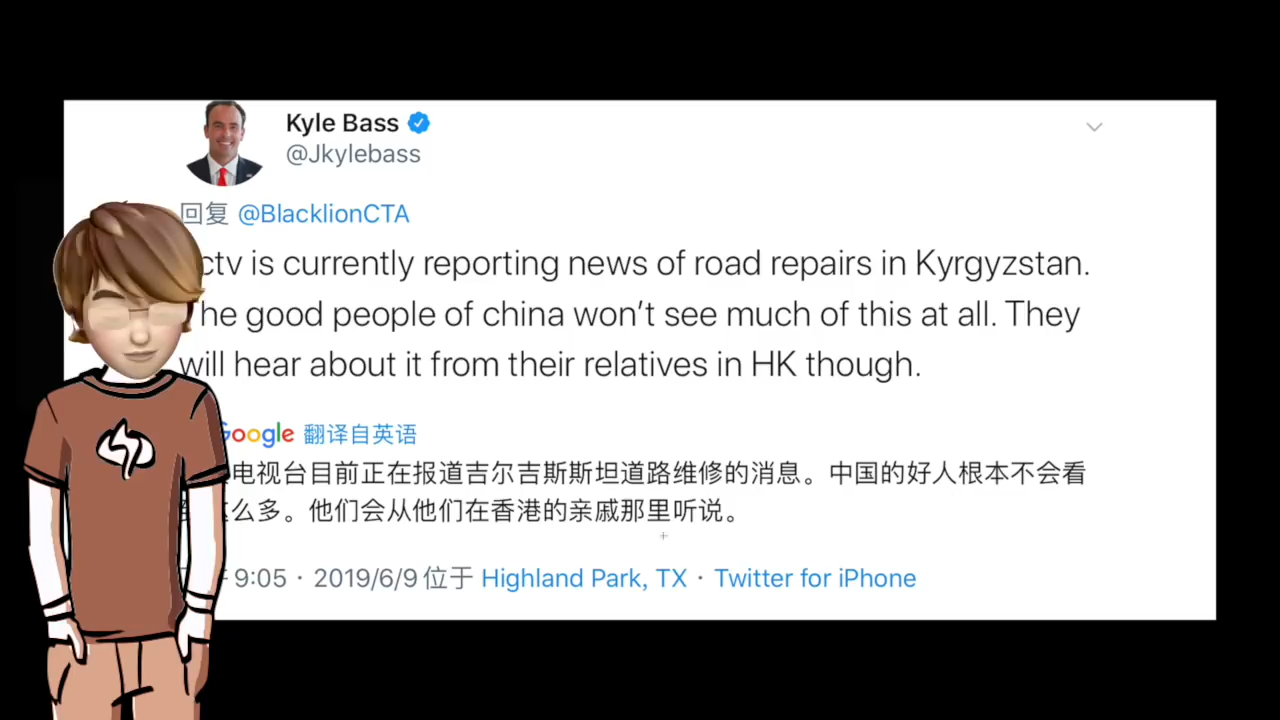 Kyle Bass
@Jkylebass
回复 @BlacklionCTA
ctv is currently reporting news of road repairs in Kyrgyzstan.
he good people of china won't see much of this at all. They
will hear about it from their relatives in HK though.
Google 翻译自英语
电视台目前正在报道吉尔吉斯斯坦道路维修的消息。中国的好人根本不会看
么多。他们会从他们在香港的亲戚那里听说。
9:05 · 2019/6/9 位于 Highland Park, TX · Twitter for iPhone